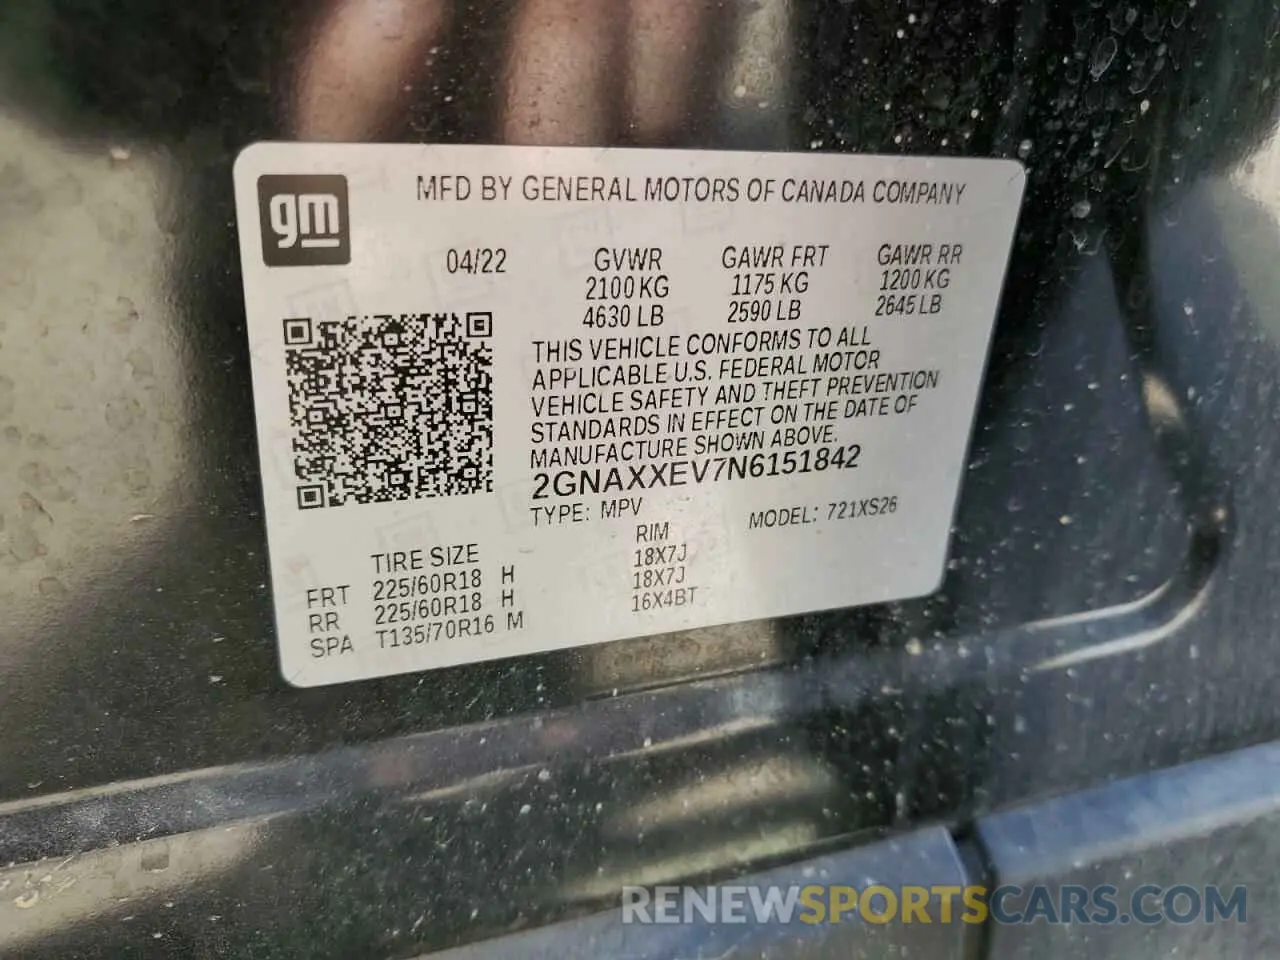 gm
MFD BY GENERAL MOTORS OF CANADA COMPANY
04/22 GVWR GAWR FRT GAWR RR
2100 KG 1175 KG 1200 KG
4630 LB 2590 LB 2645 LB
THIS VEHICLE CONFORMS TO ALL
APPLICABLE U.S. FEDERAL MOTOR
VEHICLE SAFETY AND THEFT PREVENTION
STANDARDS IN EFFECT ON THE DATE OF
MANUFACTURE SHOWN ABOVE.
2GNAXXEV7N6151842
TYPE: MPV MODEL: 721XS26
TIRE SIZE RIM
FRT 225/60R18 H 18X7J
RR 225/60R18 H 18X7J
SPA T135/70R16 M 16X4BT
RENEWSPORTSCARS.COM